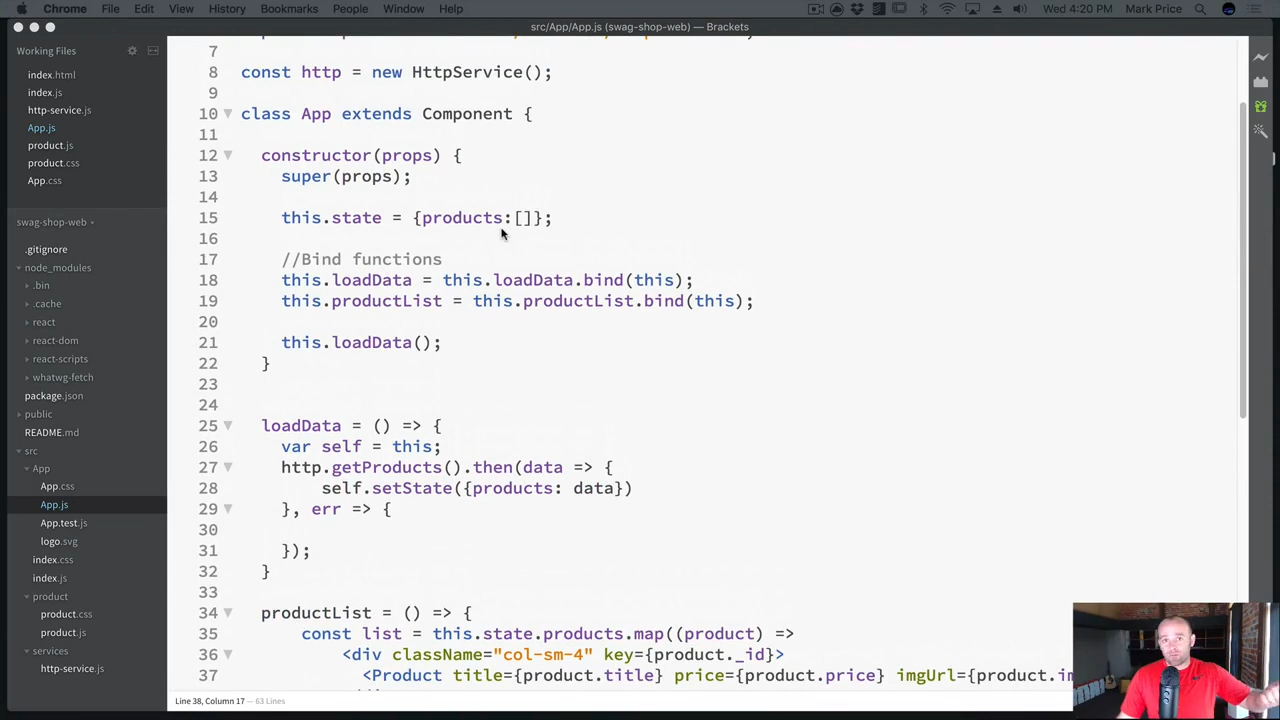 Chrome File Edit View History Bookmarks People Window Help
Wed 4:20 PM Mark Price
src/App/App.js (swag-shop-web) — Brackets
Working Files
index.html
index.js
http-service.js
App.js
product.js
product.css
App.css
swag-shop-web
.gitignore
node_modules
.bin
.cache
react
react-dom
react-scripts
whatwg-fetch
package.json
public
README.md
src
App
App.css
App.js
App.test.js
logo.svg
index.css
index.js
product
product.css
product.js
services
http-service.js
7
8 const http = new HttpService();
9
10 class App extends Component {
11
12 constructor(props) {
13 super(props);
14
15 this.state = {products:[]};
16
17 //Bind functions
18 this.loadData = this.loadData.bind(this);
19 this.productList = this.productList.bind(this);
20
21 this.loadData();
22 }
23
24
25 loadData = () => {
26 var self = this;
27 http.getProducts().then(data => {
28 self.setState({products: data})
29 }, err => {
30
31 });
32 }
33
34 productList = () => {
35 const list = this.state.products.map((product) =>
36 <div className="col-sm-4" key={product._id}>
37 <Product title={product.title} price={product.price} imgUrl={product.im
Line 38, Column 17 — 63 Lines